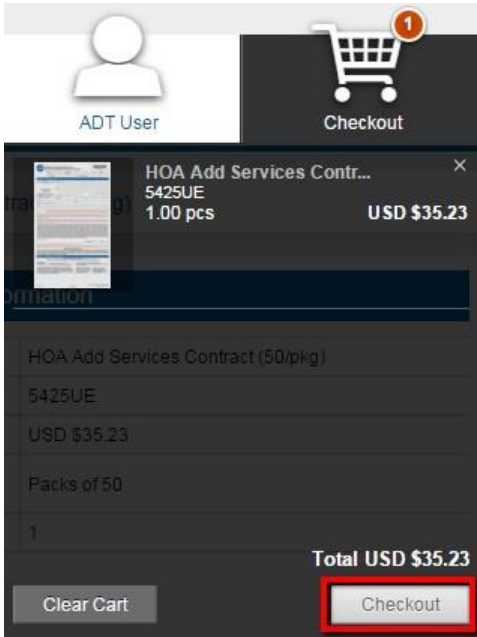 1
ADT User
Checkout
HOA Add Services Contr...
×
5425UE
1.00 pcs
USD $35.23
HOA Add Services Contract (50/pkg)
5425UE
USD $35.23
Packs of 50
1
Total USD $35.23
Clear Cart
Checkout